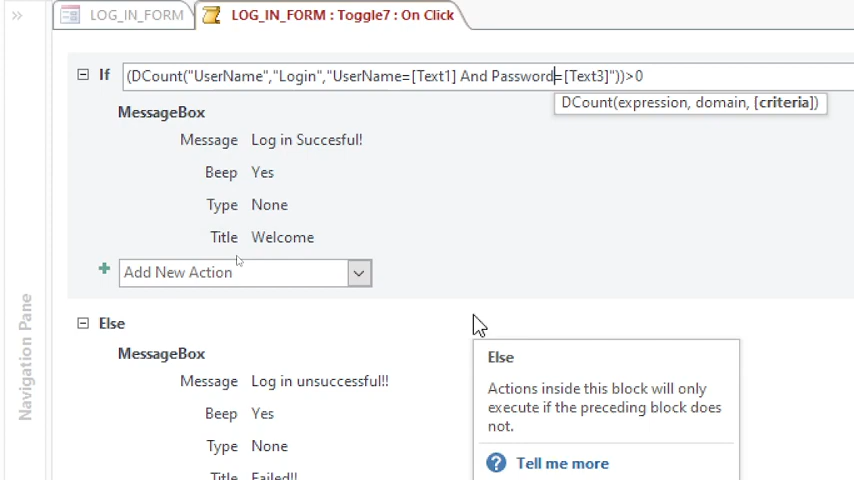 »
LOG_IN_FORM
LOG_IN_FORM : Toggle7 : On Click
If (DCount("UserName","Login","UserName=[Text1] And Password=[Text3]"))>0
DCount(expression, domain, [criteria])
MessageBox
Message Log in Succesful!
Beep Yes
Type None
Title Welcome
Add New Action
Else
MessageBox
Message Log in unsuccessful!!
Beep Yes
Type None
Title Failed!!
Else
Actions inside this block will only
execute if the preceding block does
not.
? Tell me more
Navigation Pane